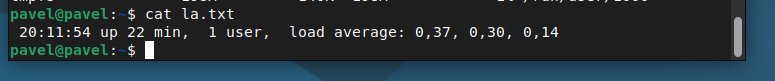 pavel@pavel:~$ cat la.txt
 20:11:54 up 22 min,  1 user,  load average: 0,37, 0,30, 0,14
pavel@pavel:~$